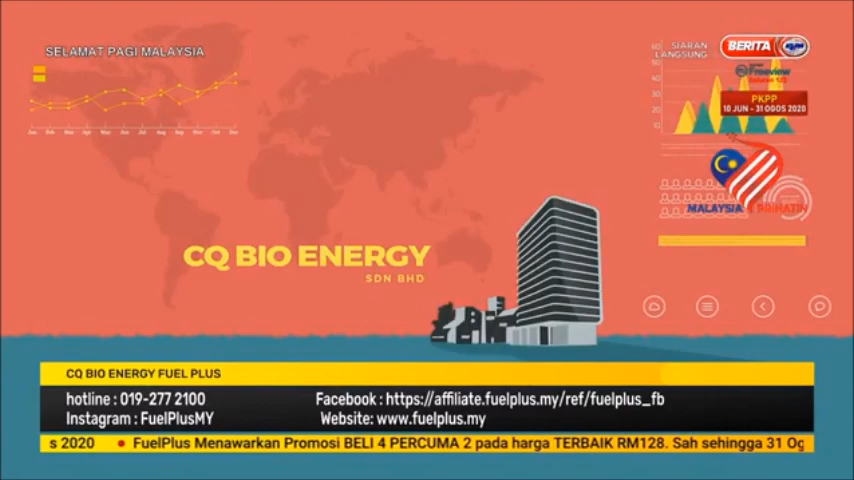 SELAMAT PAGI MALAYSIA
SIARAN
LANGSUNG
BERITA
Freeview
PKPP
10 JUN - 31 OGOS 2020
MALAYSIA PRIHATIN
CQ BIO ENERGY
SDN BHD
CQ BIO ENERGY FUEL PLUS
hotline : 019-277 2100
Facebook : https://affiliate.fuelplus.my/ref/fuelplus_fb
Instagram : FuelPlusMY
Website: www.fuelplus.my
s 2020 • FuelPlus Menawarkan Promosi BELI 4 PERCUMA 2 pada harga TERBAIK RM128. Sah sehingga 31 Og